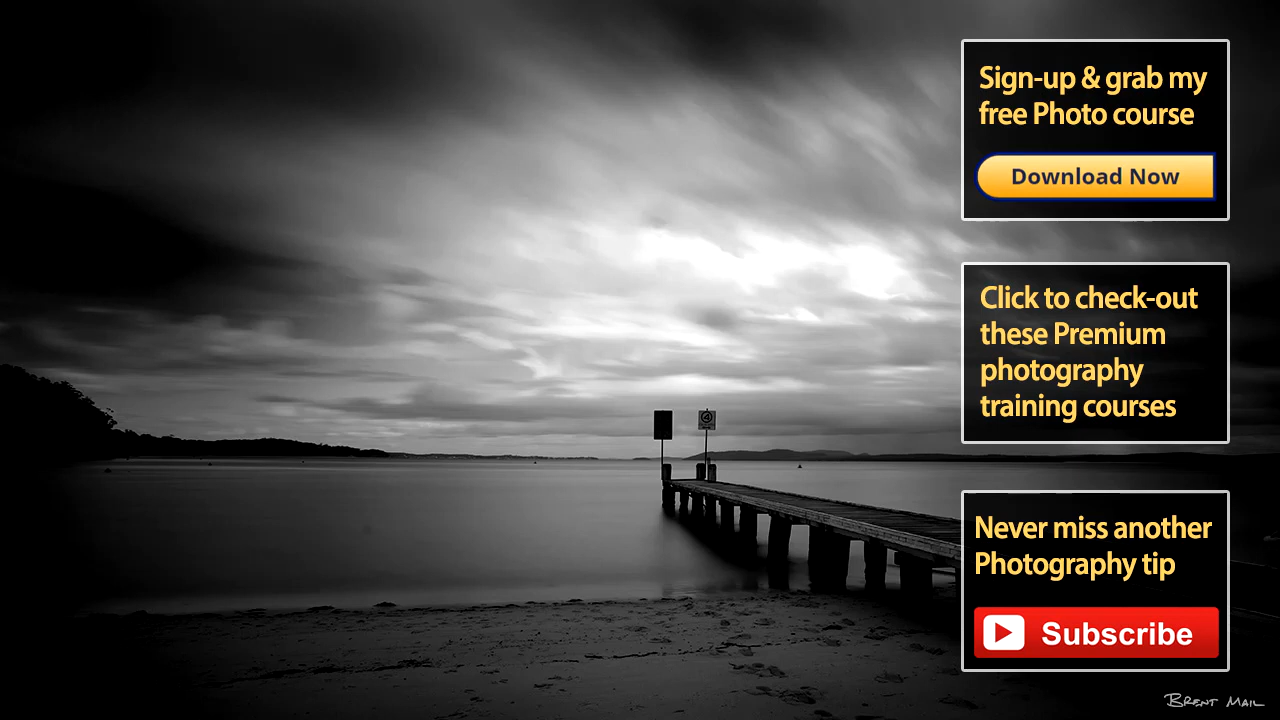 Sign-up & grab my
free Photo course
Download Now
Click to check-out
these Premium
photography
training courses
4
Never miss another
Photography tip
Subscribe
BRENT MAIL